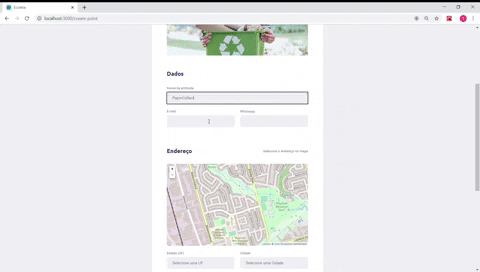 Ecoleta
localhost:3000/create-point
Dados
Nome da entidade
E-mail
Whatsapp
Endereço
Selecione o endereço no mapa
+
-
Estado (UF)
Cidade
Selecione uma UF
Selecione uma Cidade